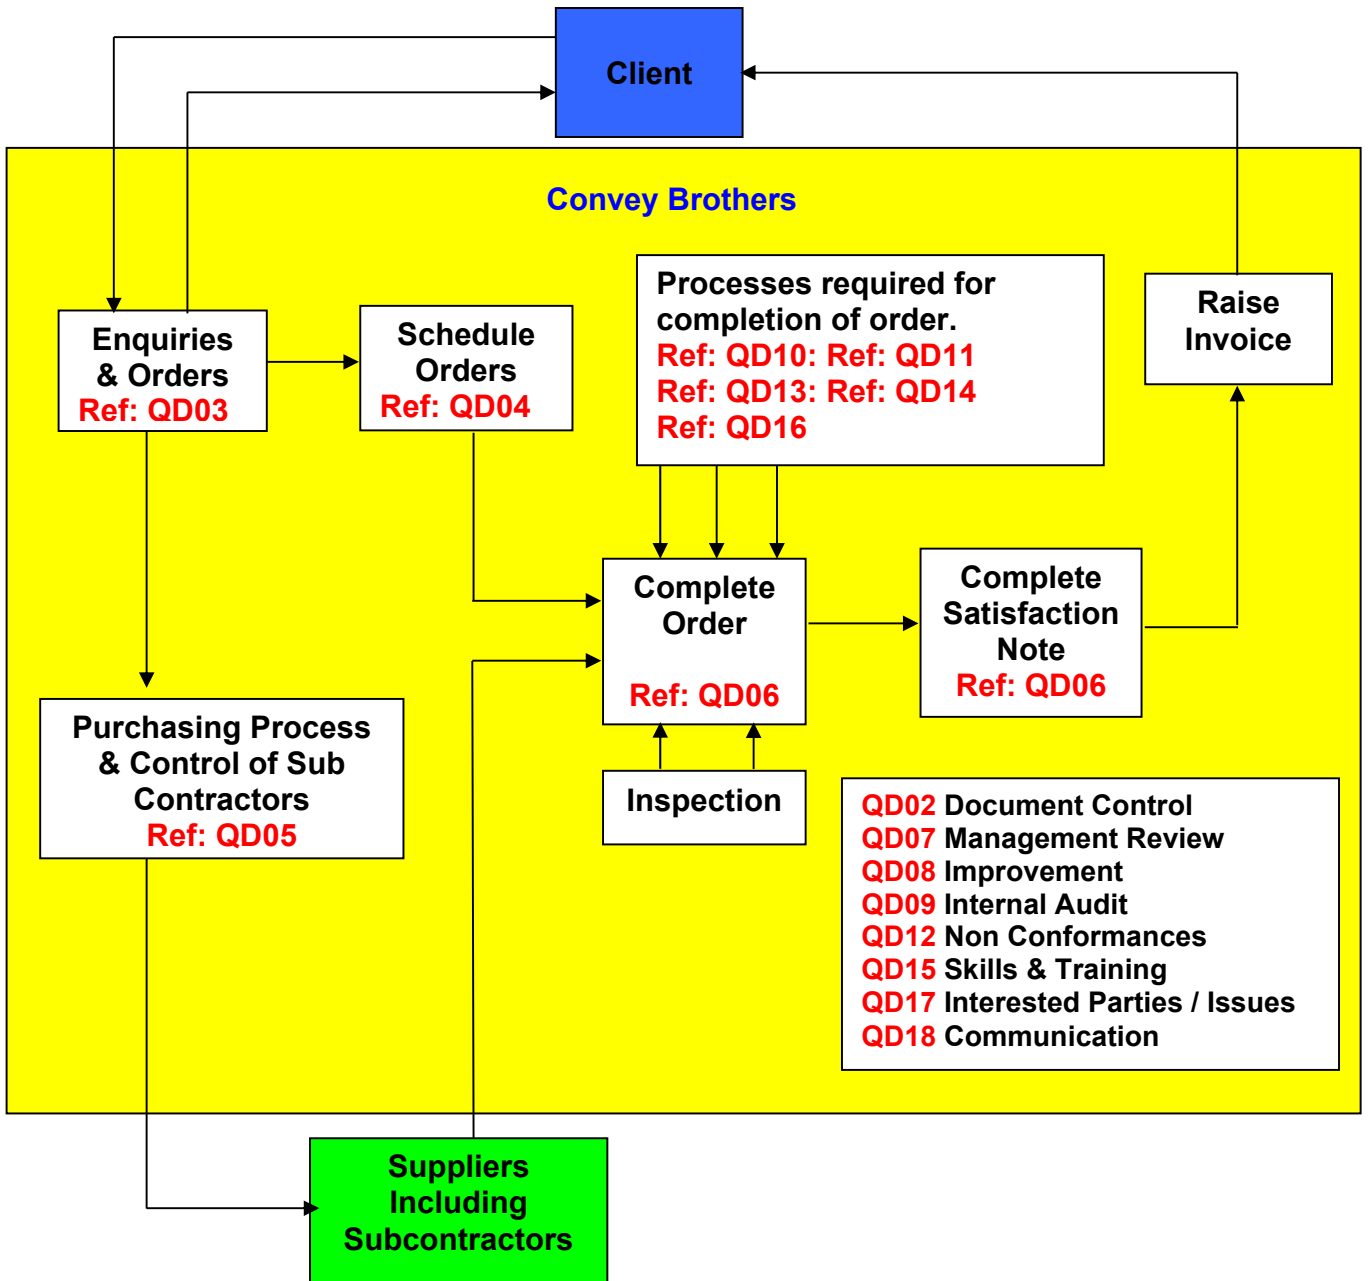 Client
Convey Brothers
Enquiries
& Orders
Ref: QD03
Schedule
Orders
Ref: QD04
Processes required for
completion of order.
Ref: QD10: Ref: QD11
Ref: QD13: Ref: QD14
Ref: QD16
Raise
Invoice
Complete
Order
Ref: QD06
Complete
Satisfaction
Note
Ref: QD06
Purchasing Process
& Control of Sub
Contractors
Ref: QD05
Inspection
QD02 Document Control
QD07 Management Review
QD08 Improvement
QD09 Internal Audit
QD12 Non Conformances
QD15 Skills & Training
QD17 Interested Parties / Issues
QD18 Communication
Suppliers
Including
Subcontractors